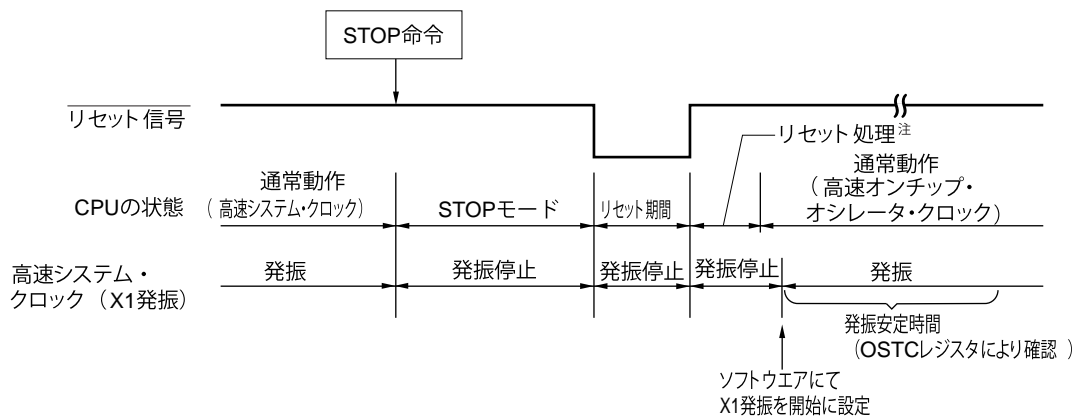 STOP命令
リセット信号
リセット処理注
通常動作
(高速システム・クロック)
通常動作
(高速オンチップ・
オシレータ・クロック)
CPUの状態
STOPモード
リセット期間
高速システム・
クロック(X1発振)
発振
発振停止
発振停止
発振停止
発振
発振安定時間
(OSTCレジスタにより確認)
ソフトウエアにて
X1発振を開始に設定